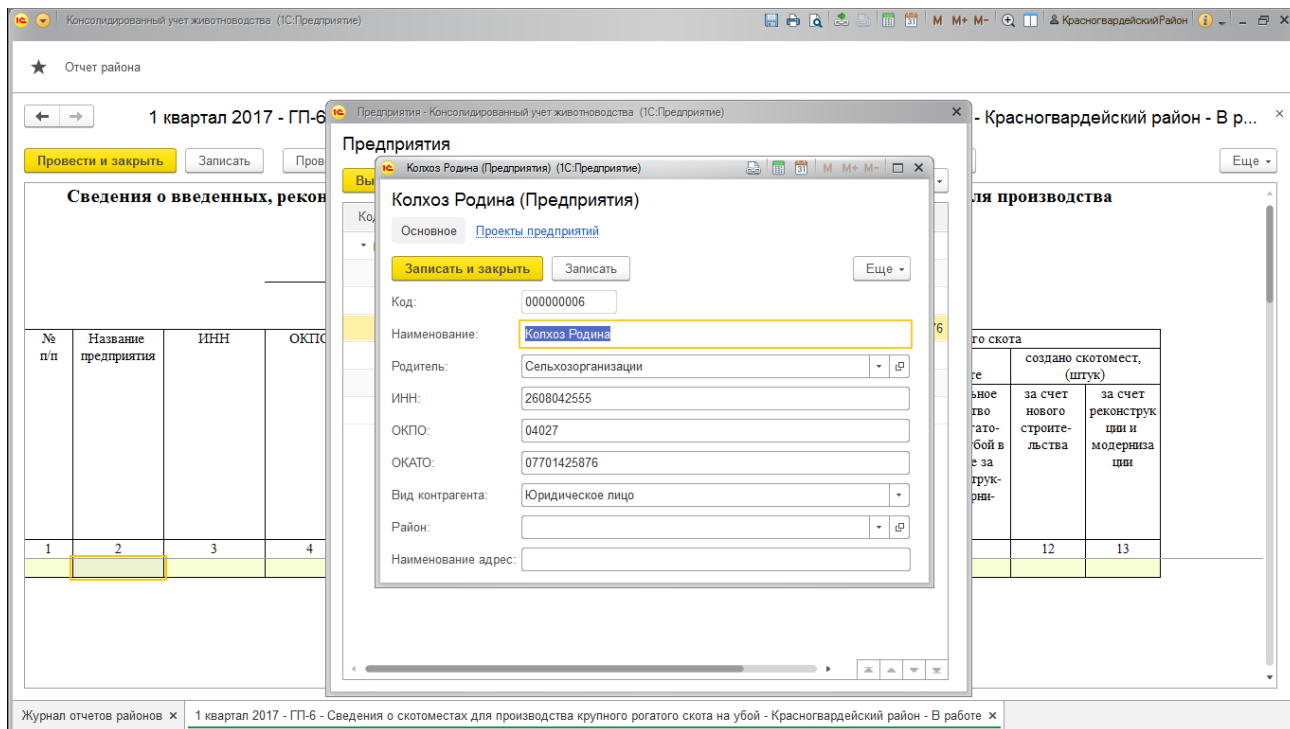 Консолидированный учет животноводства (1С:Предприятие)
М М+ М- КрасногвардейскийРайон
Отчет района
1 квартал 2017 - ГП-6
- Красногвардейский район - В р...
Провести и закрыть Записать Пров
Еще
Сведения о введенных, рекон
ля производства
№ п/п
Название предприятия
ИНН
ОКПО
го скота
создано скотомест, (штук)
за счет нового строите-льства
за счет реконструк ции и модерниза ции
1 2 3 4
12 13
Предприятия - Консолидированный учет животноводства (1С:Предприятие)
Предприятия
Колхоз Родина (Предприятия) (1С:Предприятие)
М М+ М-
Колхоз Родина (Предприятия)
Основное Проекты предприятий
Записать и закрыть Записать Еще
Код: 000000006
Наименование: Колхоз Родина
Родитель: Сельхозорганизации
ИНН: 2608042555
ОКПО: 04027
ОКАТО: 07701425876
Вид контрагента: Юридическое лицо
Район:
Наименование адрес:
Журнал отчетов районов
1 квартал 2017 - ГП-6 - Сведения о скотоместах для производства крупного рогатого скота на убой - Красногвардейский район - В работе